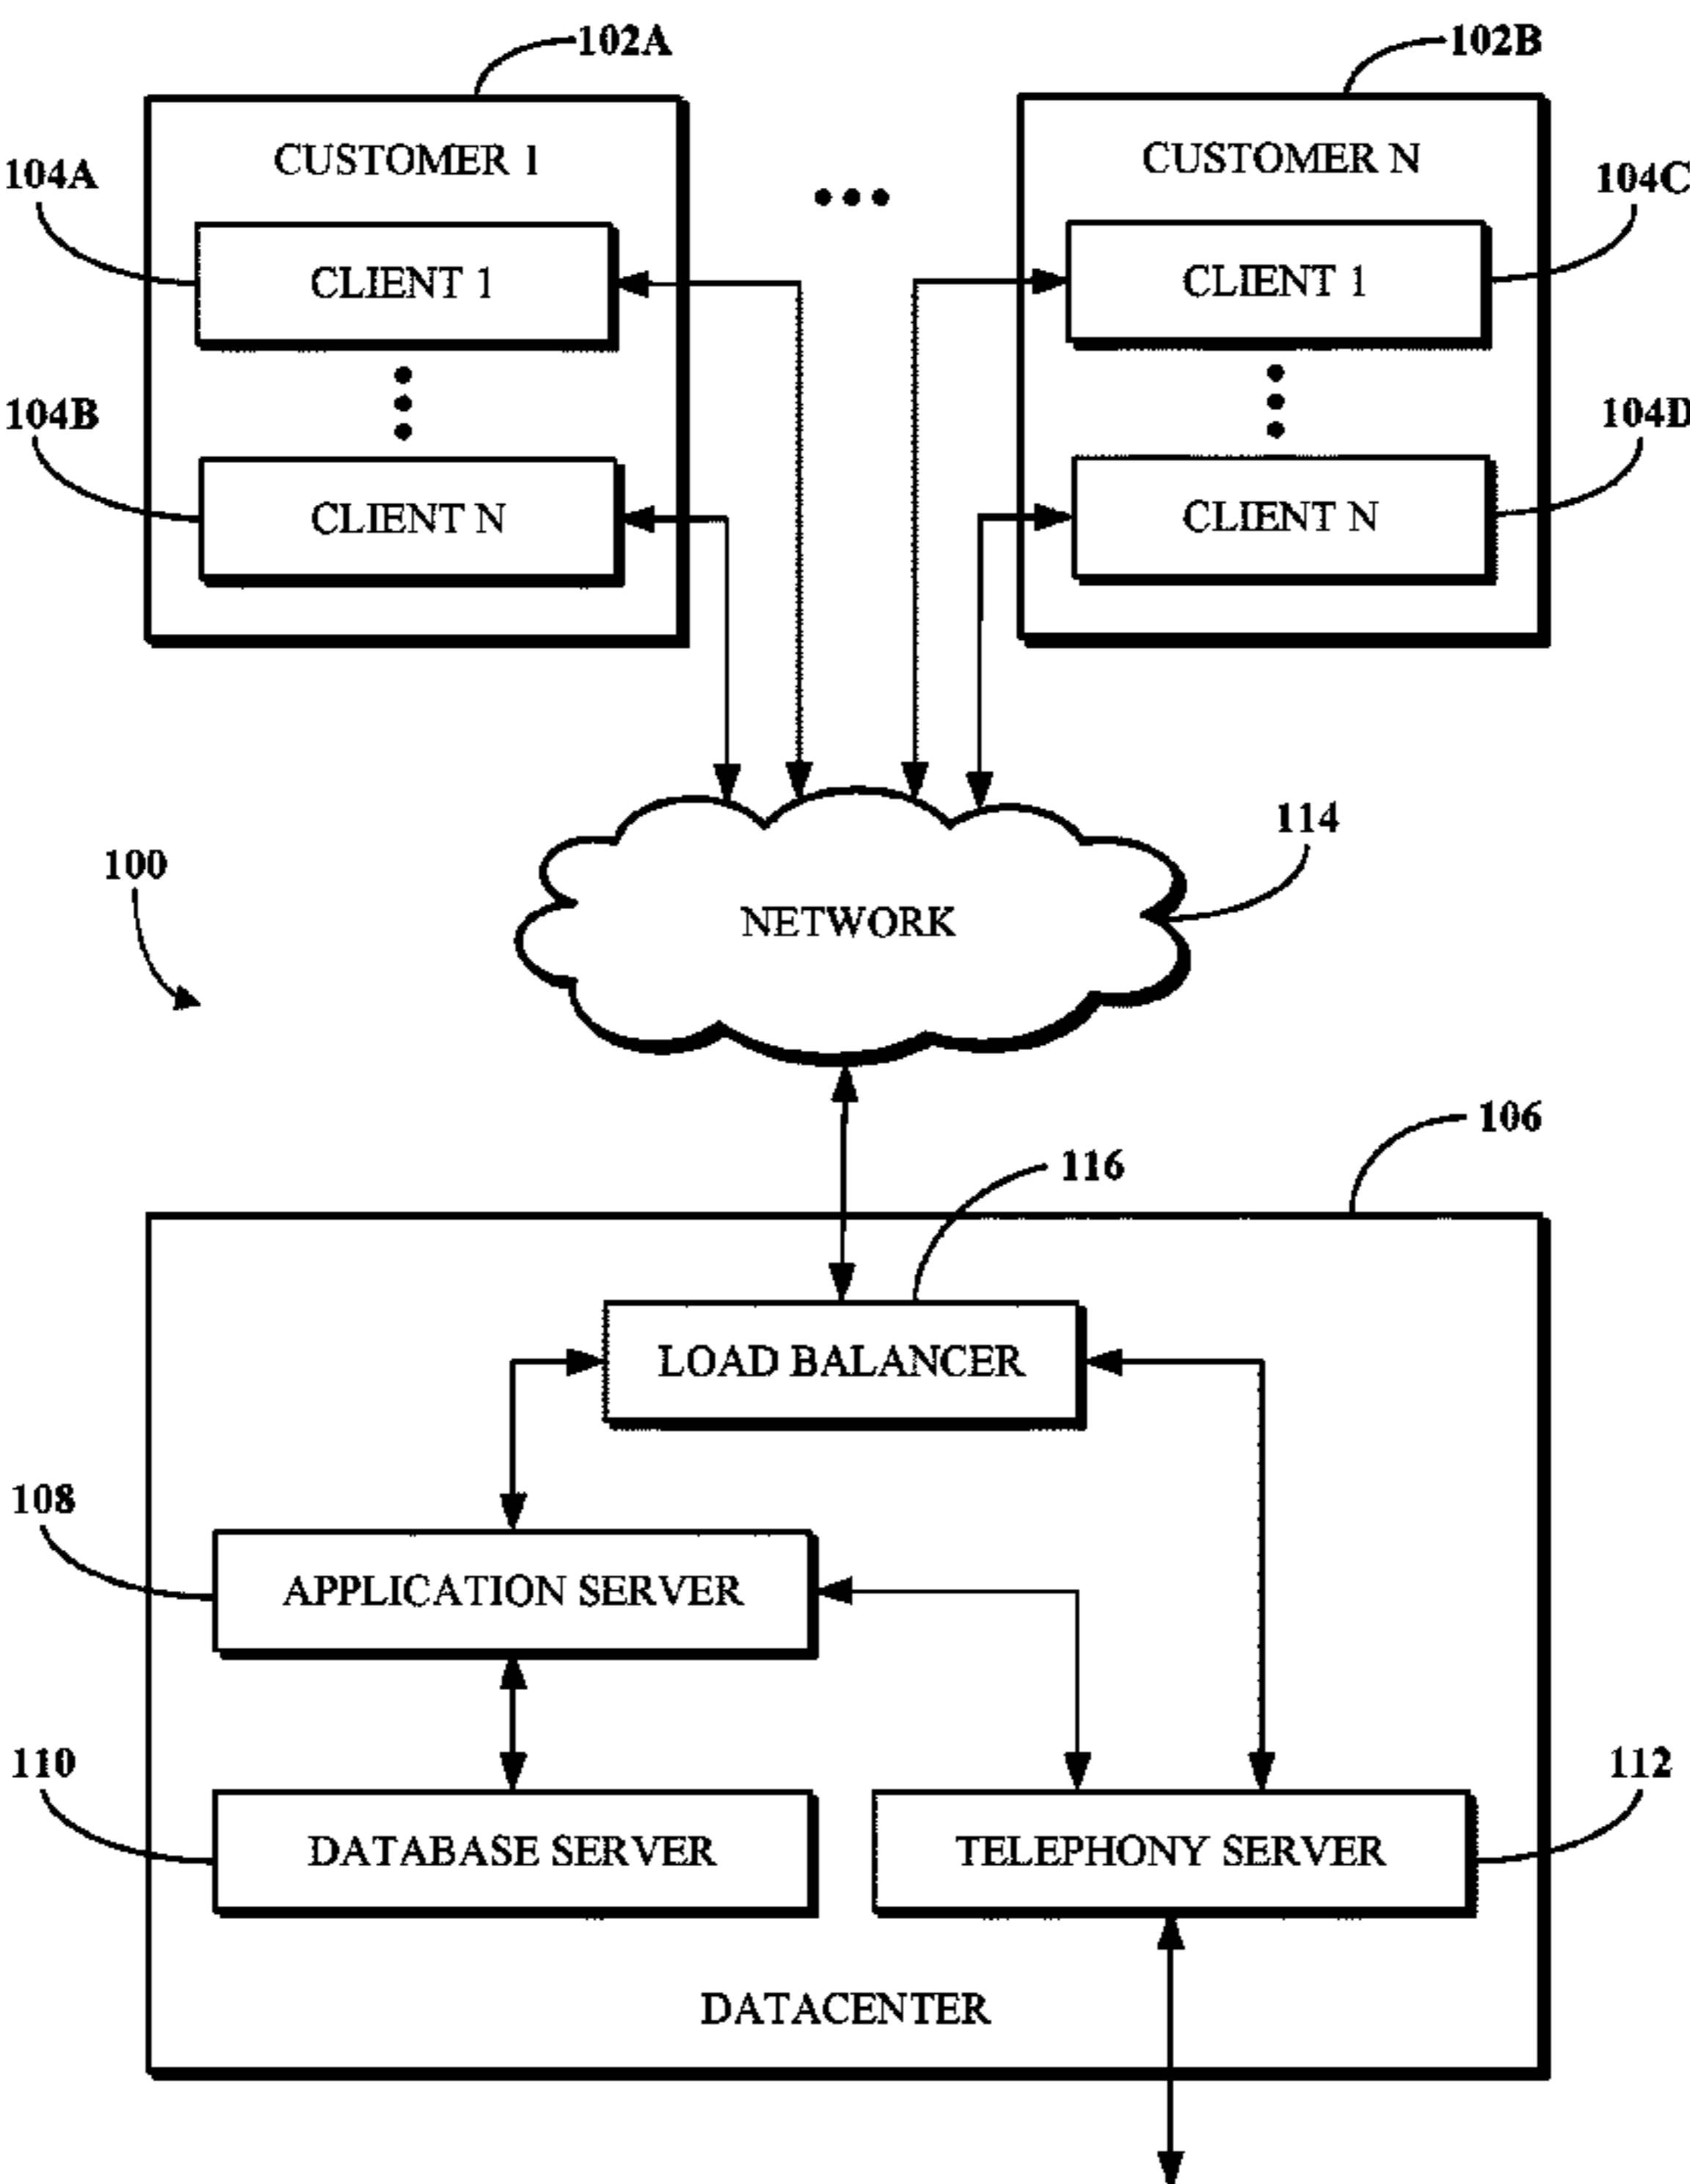 102A
102B
CUSTOMER 1
CUSTOMER N
104A
104C
CLIENT 1
CLIENT 1
104B
104D
CLIENT N
CLIENT N
114
100
NETWORK
106
116
LOAD BALANCER
108
APPLICATION SERVER
110
112
DATABASE SERVER
TELEPHONY SERVER
DATACENTER